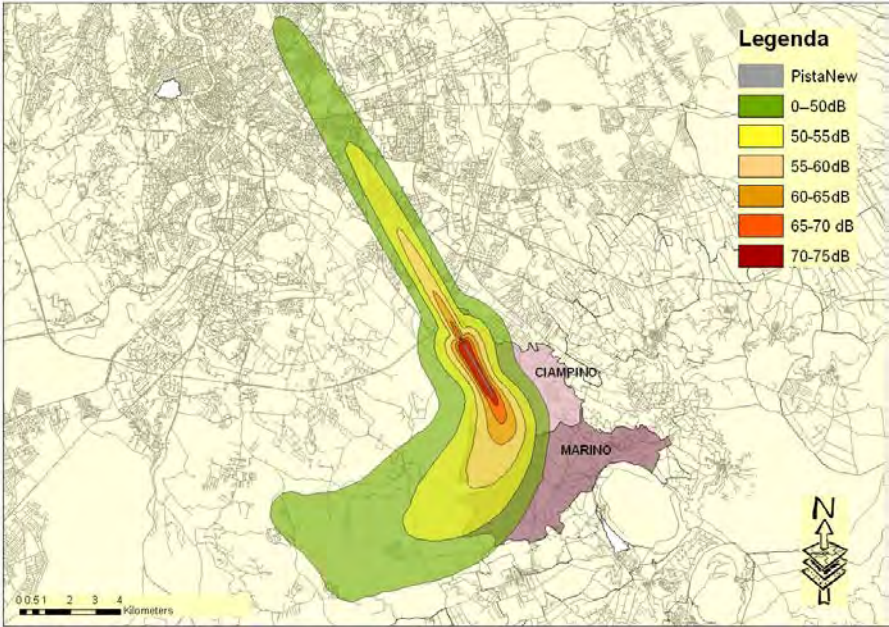 Legenda
PistaNew
0--50dB
50-55dB
55-60dB
60-65dB
65-70 dB
70-75dB
CIAMPINO
MARINO
N
0 0.5 1 2 3 4
Kilometers